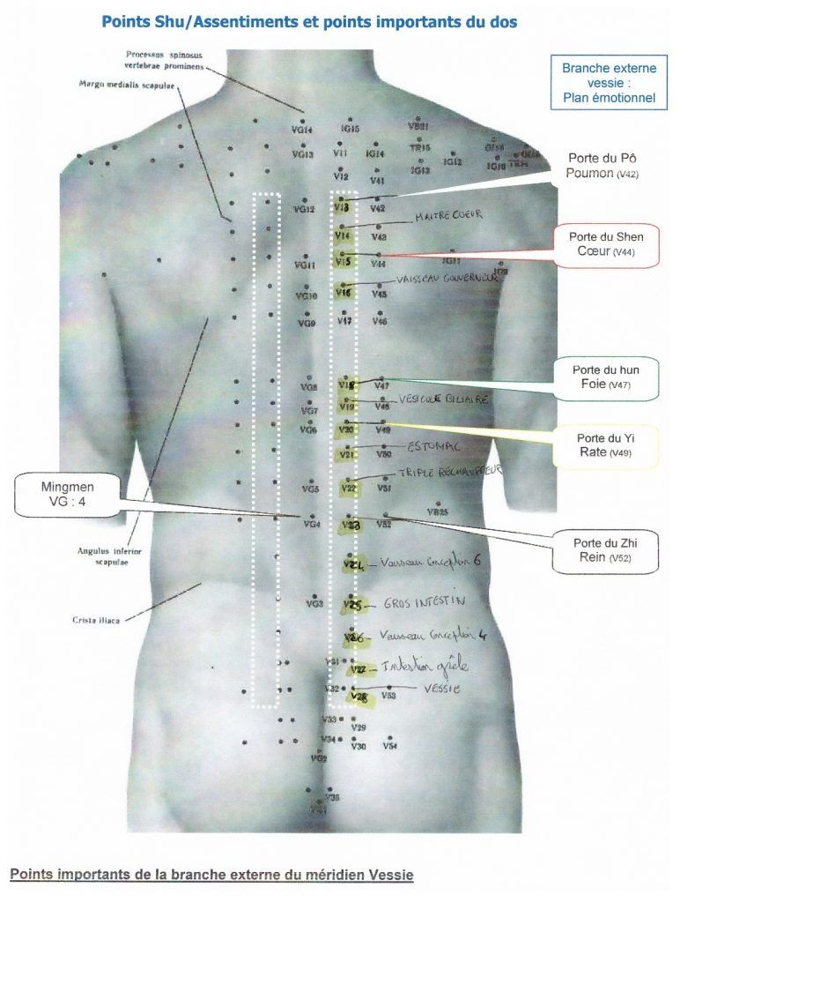 Points Shu/Assentiments et points importants du dos
Processus spinosus
vertebrae prominens
Margo medialis scapulae
Branche externe
vessie :
Plan émotionnel
VG14
IG15
VB21
VG13
V11
IG14
TR15
IG13
IG12
IG10
V12
V41
Porte du Pô
Poumon (V42)
VG12
V13
V42
MAITRE COEUR
V14
V43
Porte du Shen
Cœur (V44)
VG11
V15
V44
IG11
VAISSEAU GOUVERNEUR
VG10
V16
V45
VG9
V17
V46
Porte du hun
Foie (V47)
VG8
V18
V47
VESICULE BILIAIRE
VG7
V19
V48
VG6
V20
V49
Porte du Yi
Rate (V49)
ESTOMAC
V21
V50
TRIPLE RECHAUFFEUR
Mingmen
VG : 4
VG5
V22
V51
VB25
VG4
V23
V52
Porte du Zhi
Rein (V52)
Angulus inferior
scapulae
V24
Vaisseau Conception 6
Crista iliaca
VG3
V25
GROS INTESTIN
V26
Vaisseau Conception 4
V31
V27
Intestion grêle
V32
V28
VESSIE
V53
V33
V29
V34
V30
V54
VG2
V35
Points importants de la branche externe du méridien Vessie